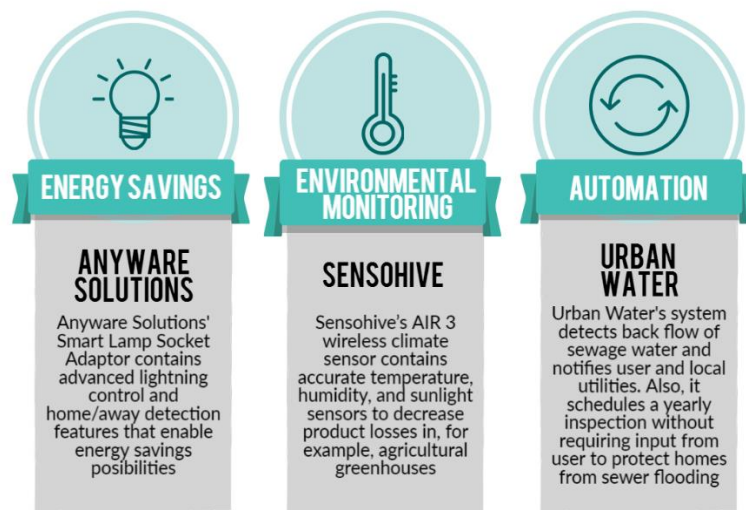 ENERGY SAVINGS
ANYWARE
SOLUTIONS
Anyware Solutions'
Smart Lamp Socket
Adaptor contains
advanced lightning
control and
home/away detection
features that enable
energy savings
posibilities
ENVIRONMENTAL
MONITORING
SENSOHIVE
Sensohive's AIR 3
wireless climate
sensor contains
accurate temperature,
humidity, and sunlight
sensors to decrease
product losses in, for
example, agricultural
greenhouses
AUTOMATION
URBAN
WATER
Urban Water's system
detects back flow of
sewage water and
notifies user and local
utilities. Also, it
schedules a yearly
inspection without
requiring input from
user to protect homes
from sewer flooding